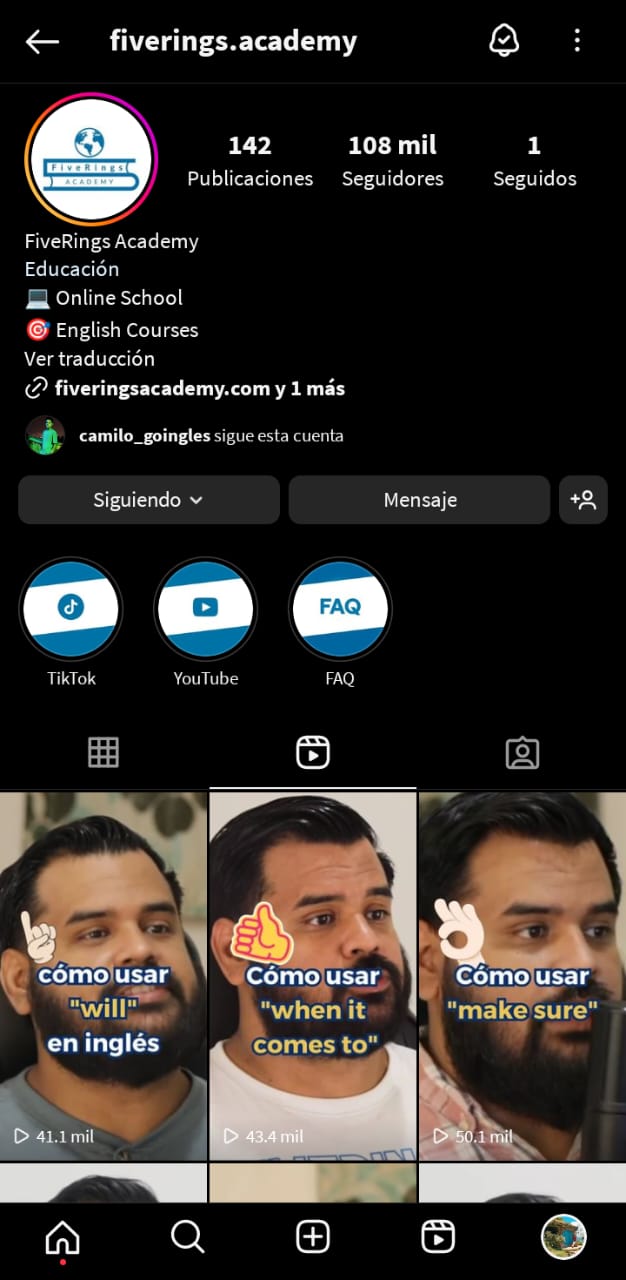 fiverings.academy
FiveRings
ACADEMY
142
Publicaciones
108 mil
Seguidores
1
Seguidos
FiveRings Academy
Educación
💻 Online School
🎯 English Courses
Ver traducción
fiveringsacademy.com y 1 más
camilo_goingles sigue esta cuenta
Siguiendo
Mensaje
FAQ
TikTok
YouTube
FAQ
cómo usar
"will"
en inglés
41.1 mil
Cómo usar
"when it
comes to"
43.4 mil
Cómo usar
"make sure"
50.1 mil